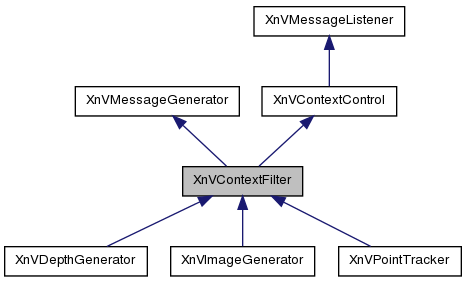 XnVMessageListener
XnVMessageGenerator
XnVContextControl
XnVContextFilter
XnVDepthGenerator
XnVImageGenerator
XnVPointTracker